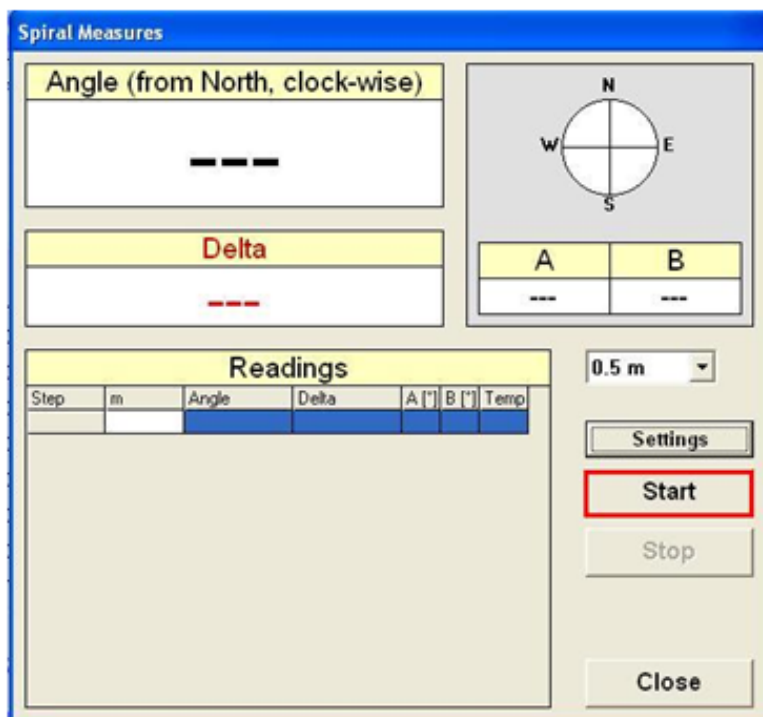 Spiral Measures
Angle (from North, clock-wise)
---
N
W E
S
Delta
---
A B
--- ---
Readings
Step m Angle Delta A [°] B [°] Temp
0.5 m
Settings
Start
Stop
Close